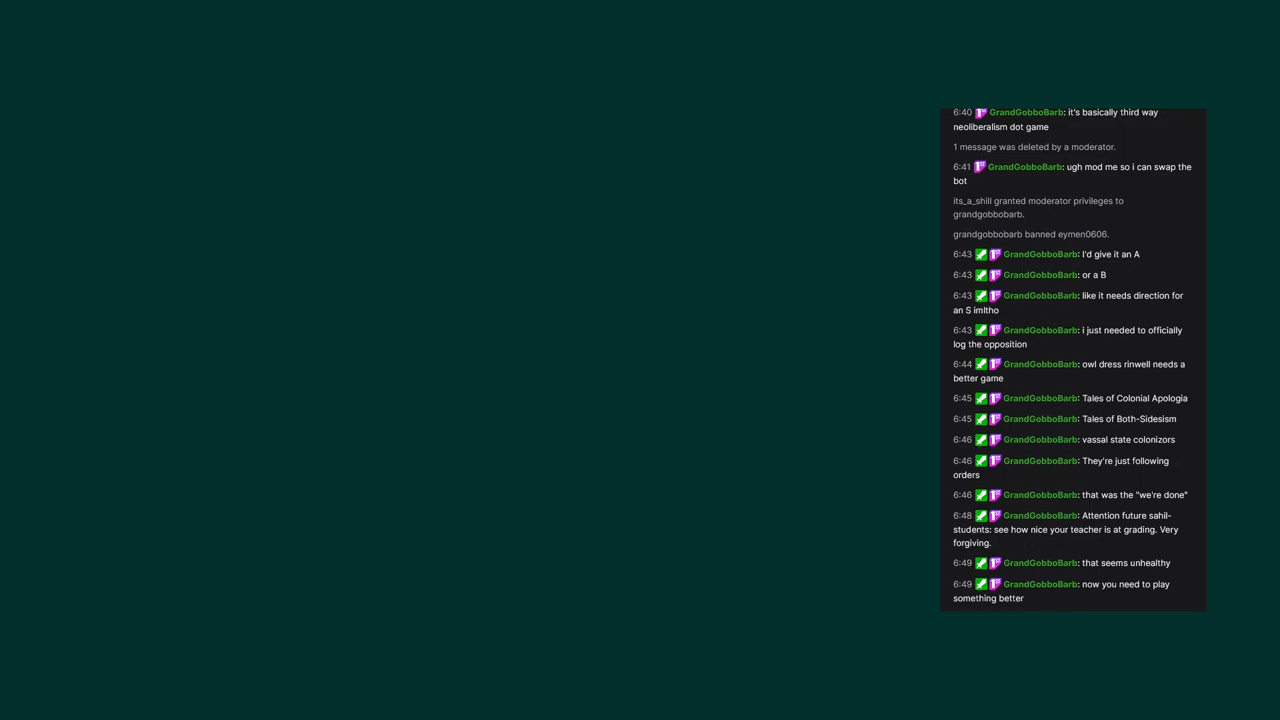 6:40 GrandGobboBarb: it's basically third way
neoliberalism dot game
1 message was deleted by a moderator.
6:41 GrandGobboBarb: ugh mod me so i can swap the
bot
its_a_shill granted moderator privileges to
grandgobbobarb.
grandgobbobarb banned eymen0606.
6:43 GrandGobboBarb: I'd give it an A
6:43 GrandGobboBarb: or a B
6:43 GrandGobboBarb: like it needs direction for
an S imltho
6:43 GrandGobboBarb: i just needed to officially
log the opposition
6:44 GrandGobboBarb: owl dress rinwell needs a
better game
6:45 GrandGobboBarb: Tales of Colonial Apologia
6:45 GrandGobboBarb: Tales of Both-Sidesism
6:46 GrandGobboBarb: vassal state colonizors
6:46 GrandGobboBarb: They're just following
orders
6:46 GrandGobboBarb: that was the "we're done"
6:48 GrandGobboBarb: Attention future sahil-
students: see how nice your teacher is at grading. Very
forgiving.
6:49 GrandGobboBarb: that seems unhealthy
6:49 GrandGobboBarb: now you need to play
something better